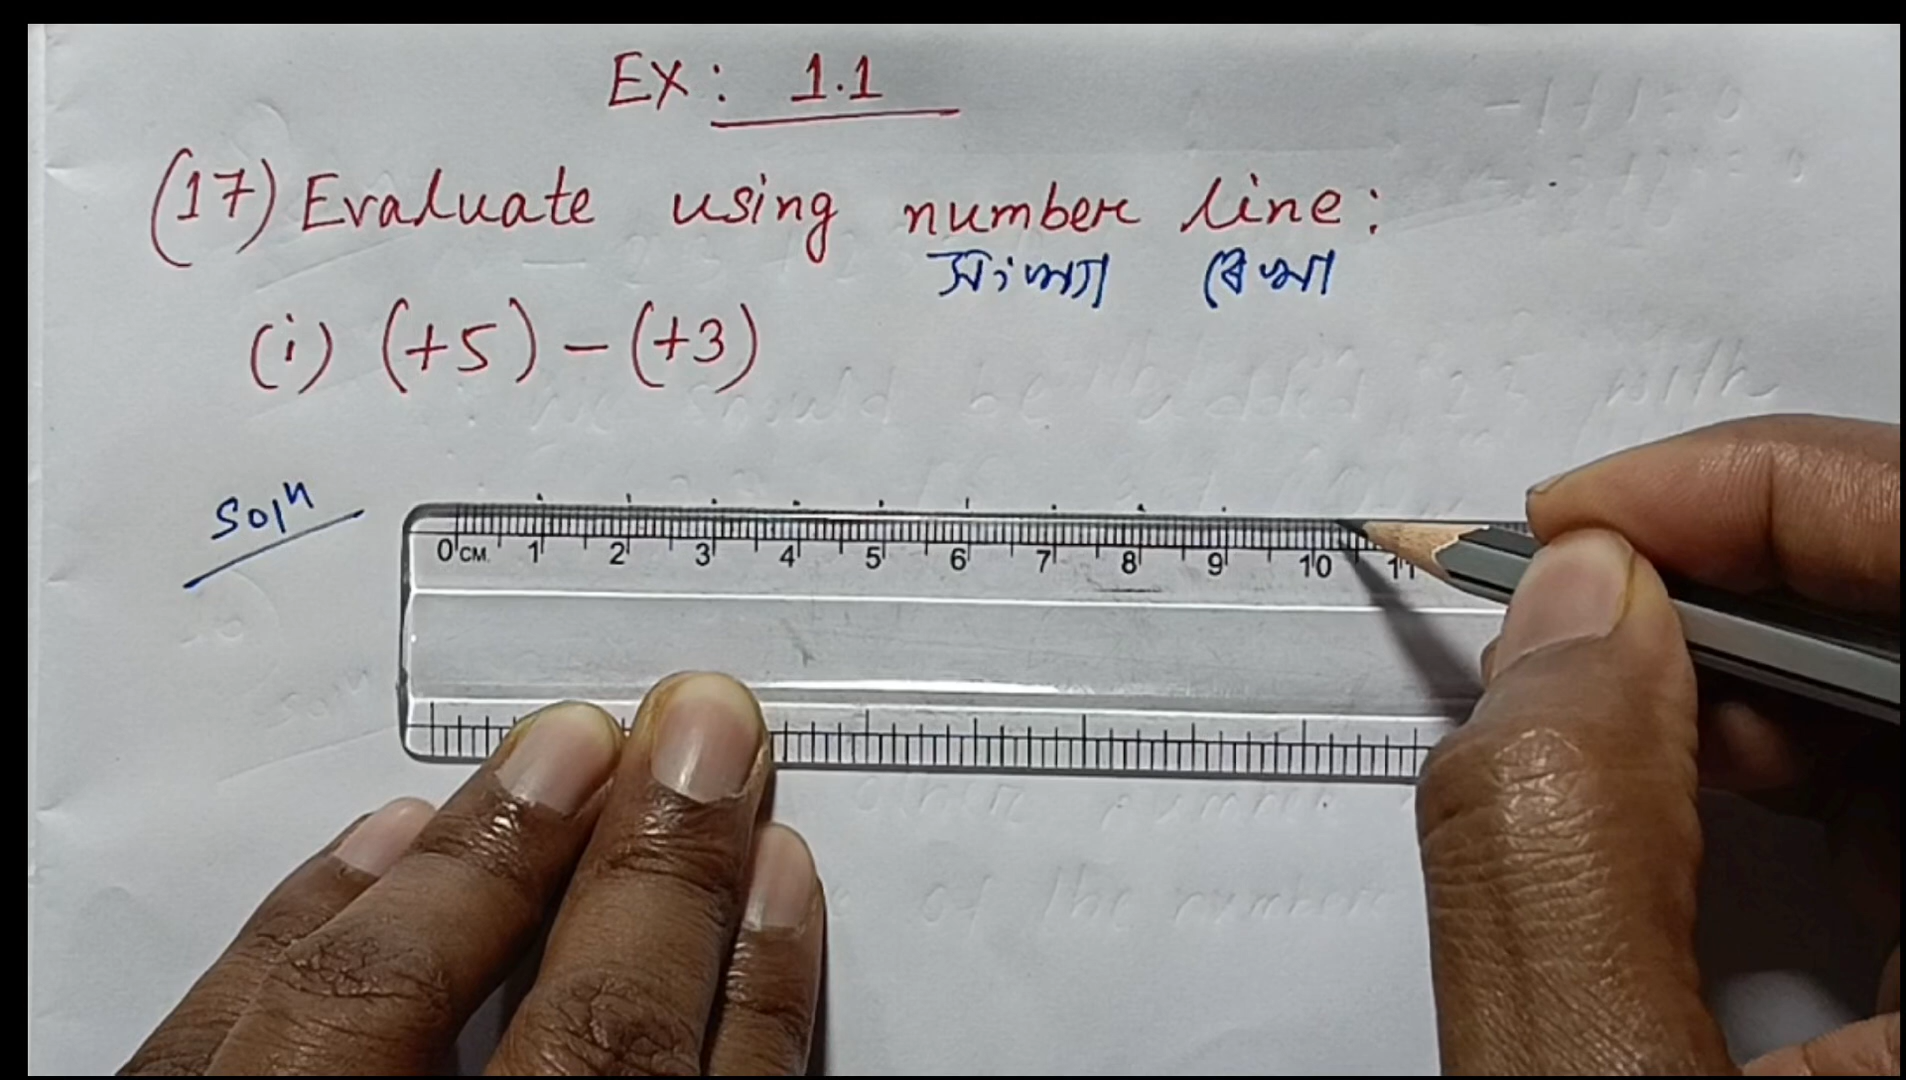 EX: 1.1
(17) Evaluate using number line:
সংখ্যা ৰেখা
(i) (+5) - (+3)
Solⁿ
0 CM. 1 2 3 4 5 6 7 8 9 10 11